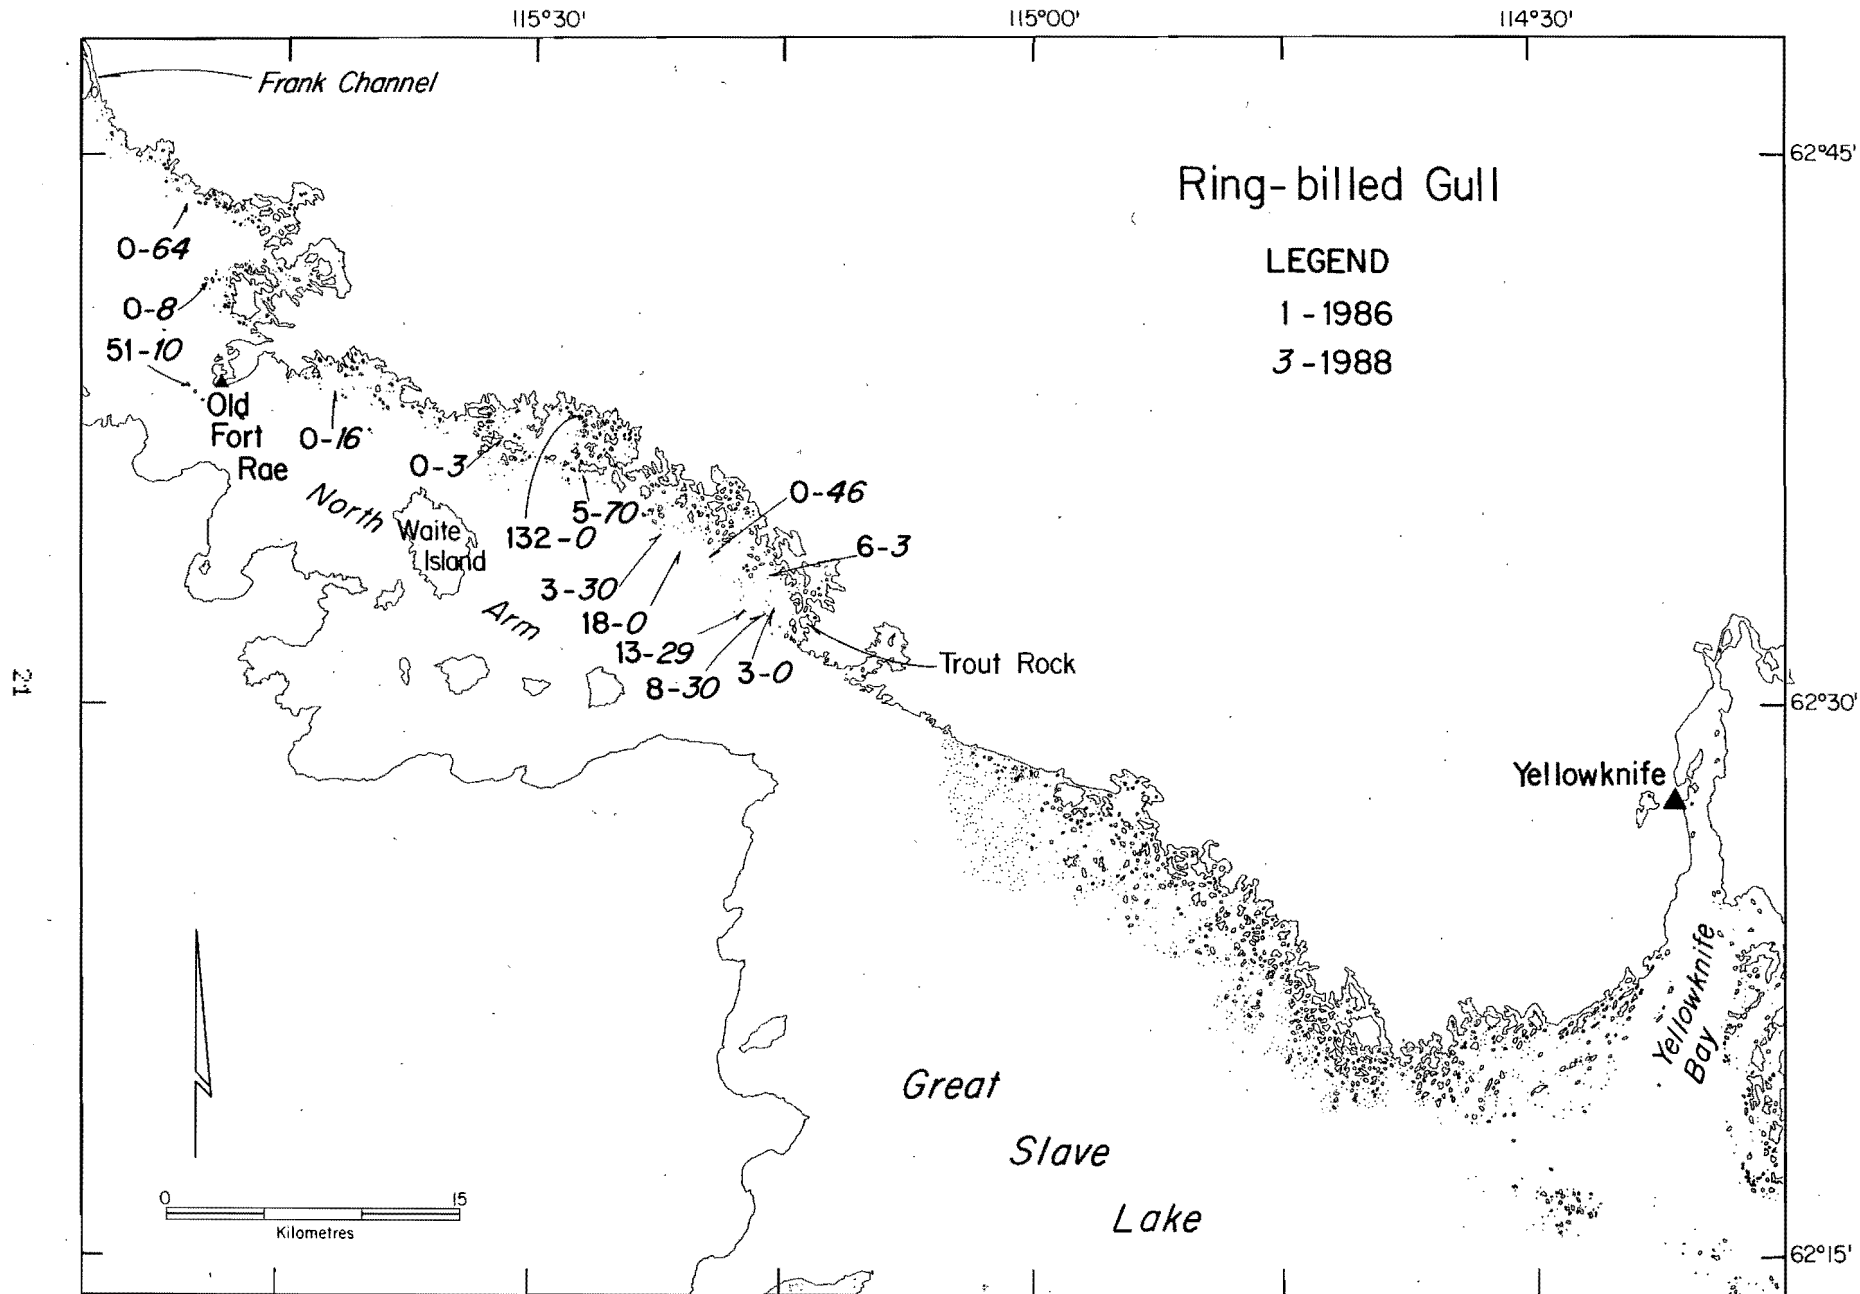 115°30'
115°00'
114°30'
Frank Channel
62°45'
Ring-billed Gull
LEGEND
1 - 1986
3 - 1988
0-64
0-8
51-10
Old
Fort
Rae
0-16
0-3
132-0
5-70
0-46
6-3
3-30
18-0
13-29
8-30
3-0
North
Arm
Waite
Island
Trout Rock
21
62°30'
Yellowknife
Yellowknife
Bay
Great
Slave
Lake
0 15
Kilometres
62°15'